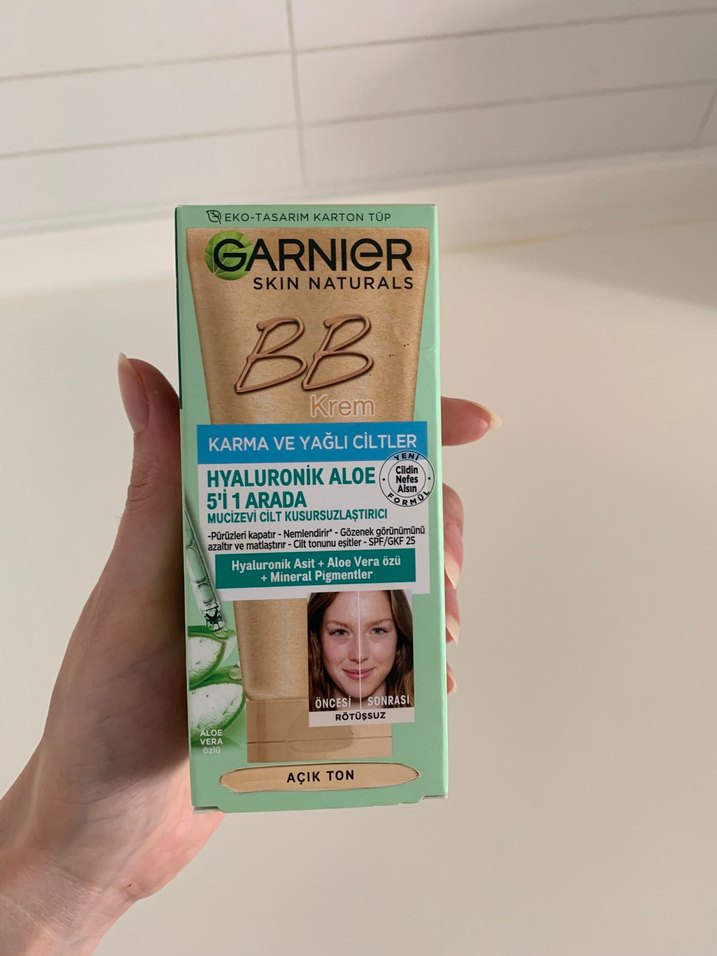 EKO-TASARIM KARTON TÜP
GARNIER
SKIN NATURALS
BB
Krem
KARMA VE YAĞLI CİLTLER
HYALURONİK ALOE
5'İ 1 ARADA
MUCİZEVİ CİLT KUSURSUZLAŞTIRICI
YENİ
Cildin
Nefes
Alsın
FORMÜL
-Pürüzleri kapatır - Nemlendirir* - Gözenek görünümünü
azaltır ve matlaştırır - Cilt tonunu eşitler - SPF/GKF 25
Hyaluronik Asit + Aloe Vera özü
+ Mineral Pigmentler
ÖNCESİ SONRASI
RÖTÜŞSUZ
ALOE
VERA
özlü
AÇIK TON